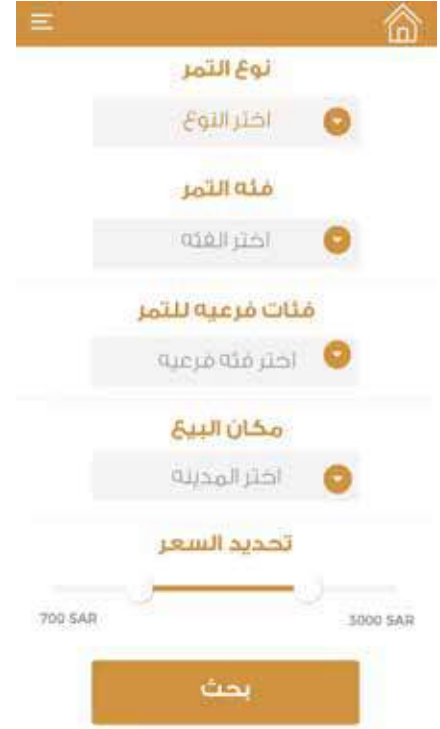 نوع التمر
اختر النوع
فئه التمر
اختر الفئه
فئات فرعيه للتمر
اختر فئه فرعيه
مكان البيع
اختر المدينه
تحديد السعر
700 SAR
3000 SAR
بحث